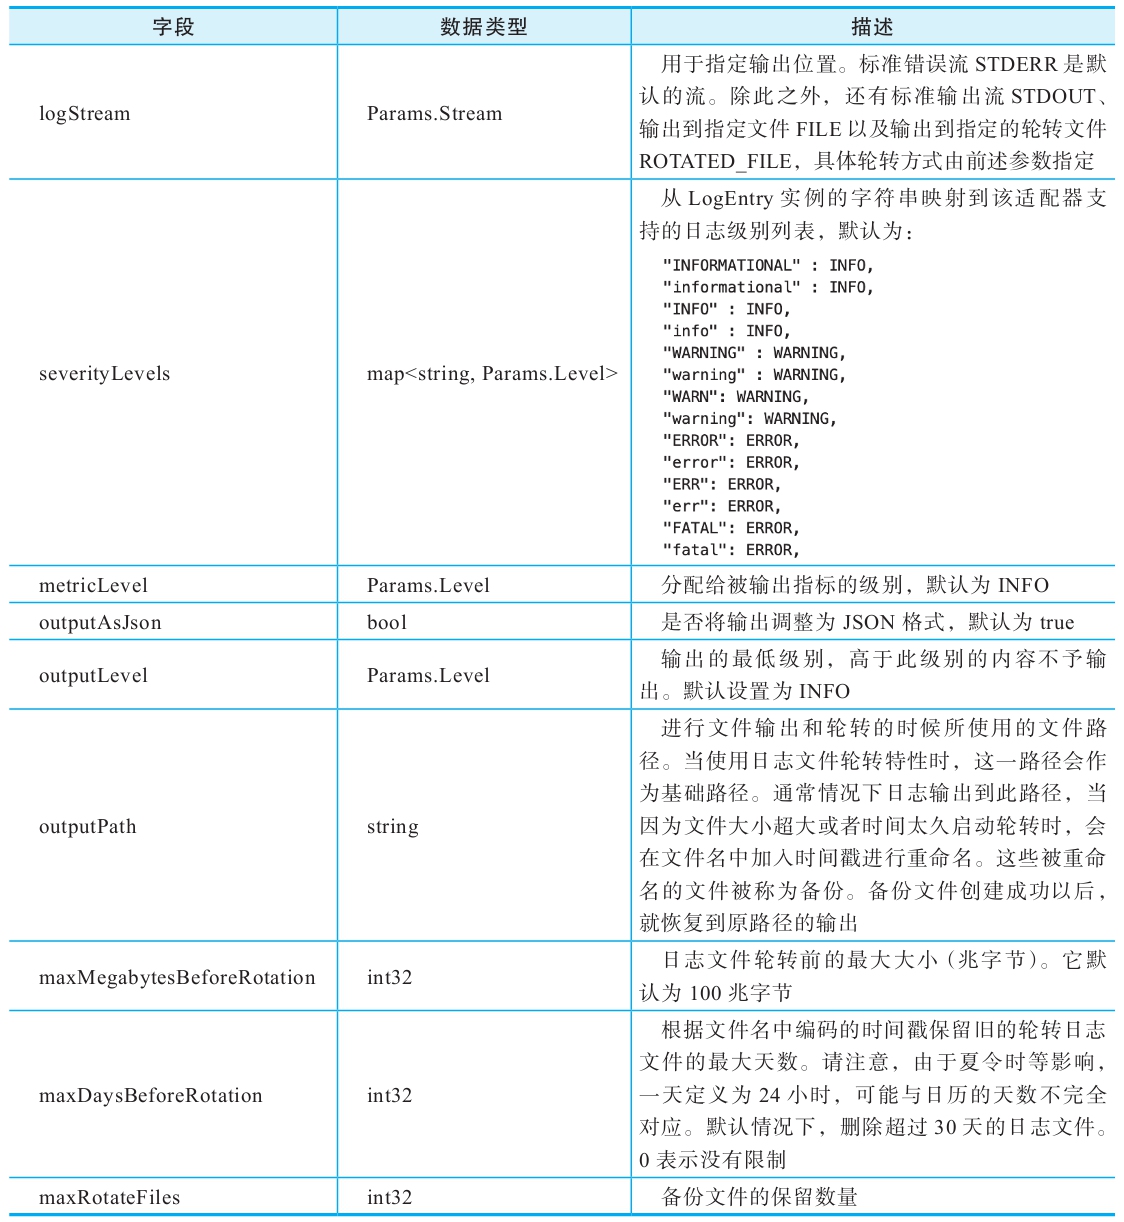 字段 数据类型 描述
logStream Params.Stream
用于指定输出位置。标准错误流 STDERR 是默
认的流。除此之外，还有标准输出流 STDOUT、
输出到指定文件 FILE 以及输出到指定的轮转文件
ROTATED_FILE，具体轮转方式由前述参数指定
severityLevels map<string, Params.Level>
从 LogEntry 实例的字符串映射到该适配器支
持的日志级别列表，默认为：
"INFORMATIONAL" : INFO,
"informational" : INFO,
"INFO" : INFO,
"info" : INFO,
"WARNING" : WARNING,
"warning" : WARNING,
"WARN": WARNING,
"warning": WARNING,
"ERROR": ERROR,
"error": ERROR,
"ERR": ERROR,
"err": ERROR,
"FATAL": ERROR,
"fatal": ERROR,
metricLevel Params.Level 分配给被输出指标的级别，默认为 INFO
outputAsJson bool 是否将输出调整为 JSON 格式，默认为 true
outputLevel Params.Level
输出的最低级别，高于此级别的内容不予输
出。默认设置为 INFO
outputPath string
进行文件输出和轮转的时候所使用的文件路
径。当使用日志文件轮转特性时，这一路径会作
为基础路径。通常情况下日志输出到此路径，当
因为文件大小超大或者时间太久启动轮转时，会
在文件名中加入时间戳进行重命名。这些被重命
名的文件被称为备份。备份文件创建成功以后，
就恢复到原路径的输出
maxMegabytesBeforeRotation int32
日志文件轮转前的最大大小（兆字节）。它默
认为 100 兆字节
maxDaysBeforeRotation int32
根据文件名中编码的时间戳保留旧的轮转日志
文件的最大天数。请注意，由于夏令时等影响，
一天定义为 24 小时，可能与日历的天数不完全
对应。默认情况下，删除超过 30 天的日志文件。
0 表示没有限制
maxRotateFiles int32 备份文件的保留数量